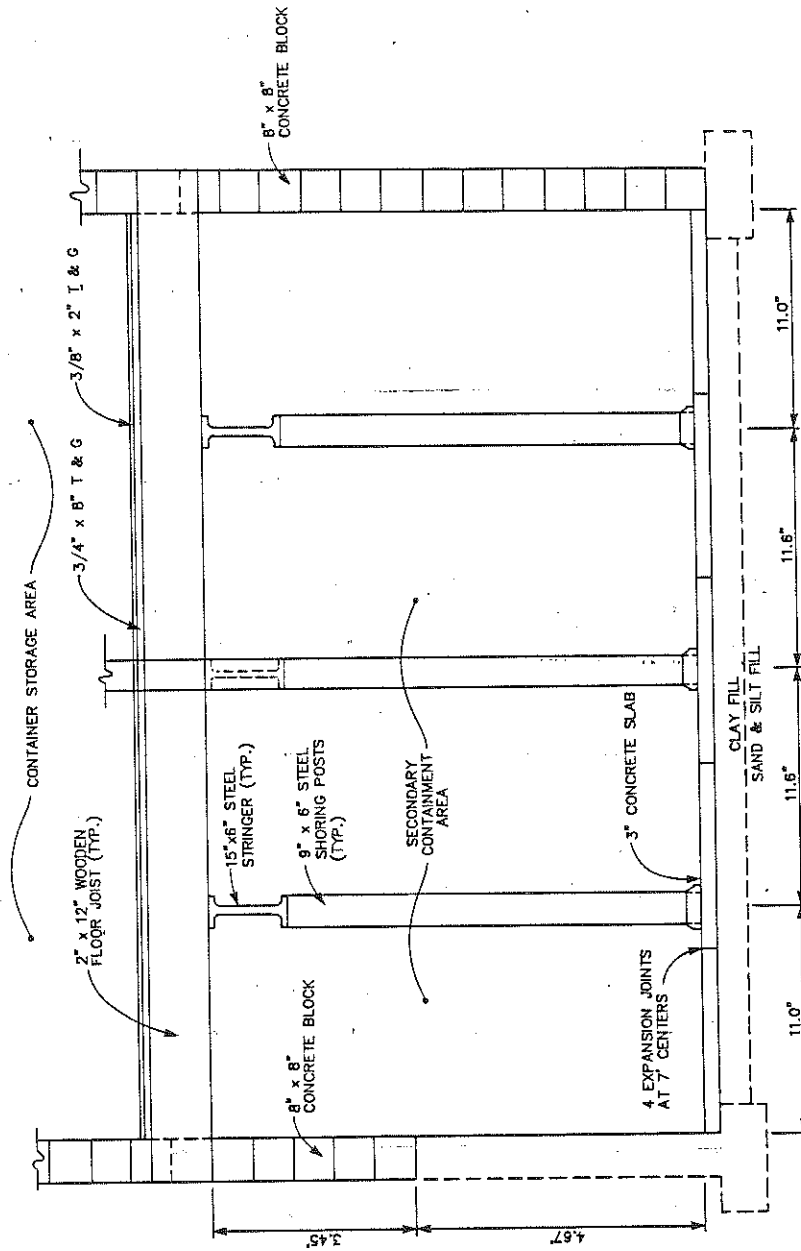 CONTAINER STORAGE AREA
2" x 12" WOODEN
FLOOR JOIST (TYP.)
3/4" x 8" T & G
3/8" x 2" T & G
8" x 8"
CONCRETE BLOCK
15"x6" STEEL
STRINGER (TYP.)
9" x 6" STEEL
SHORING POSTS
(TYP.)
8" x 8"
CONCRETE BLOCK
SECONDARY
CONTAINMENT
AREA
3.45'
4.67'
4 EXPANSION JOINTS
AT 7' CENTERS
3" CONCRETE SLAB
CLAY FILL
SAND & SILT FILL
11.0'
11.6'
11.6'
11.0'